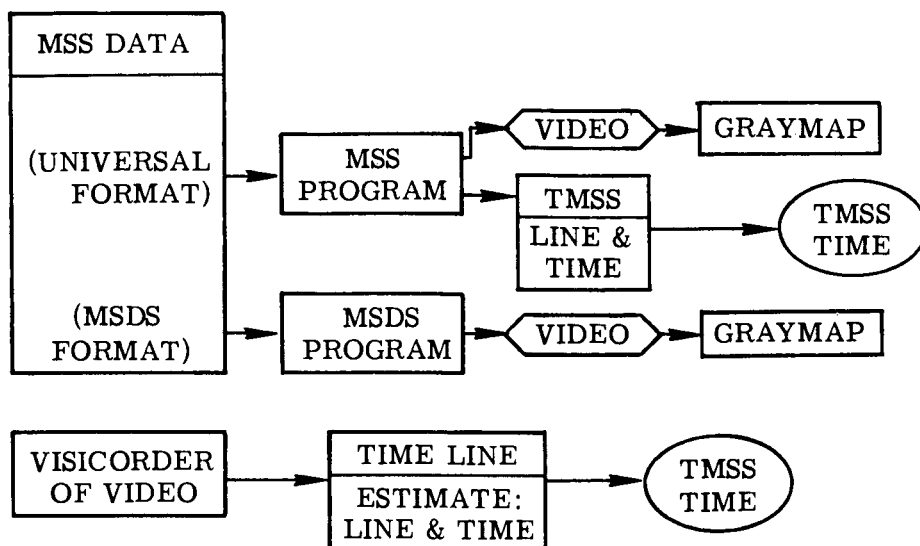 MSS DATA
(UNIVERSAL
FORMAT)
MSS
PROGRAM
VIDEO
GRAYMAP
TMSS
LINE &
TIME
TMSS
TIME
(MSDS
FORMAT)
MSDS
PROGRAM
VIDEO
GRAYMAP
VISICORDER
OF VIDEO
TIME LINE
ESTIMATE:
LINE & TIME
TMSS
TIME